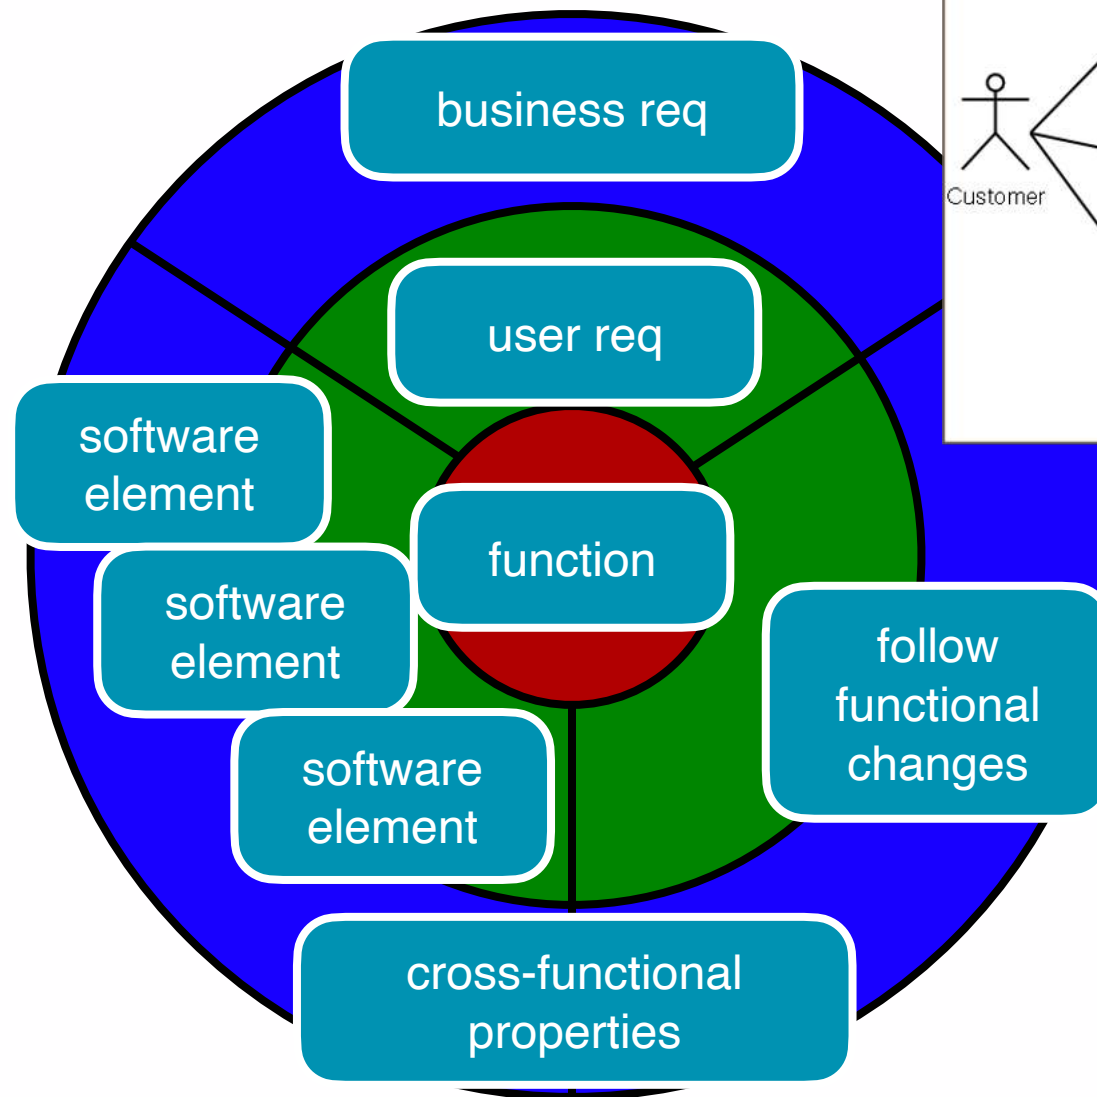 business req
Customer
user req
software
element
function
software
element
follow
functional
changes
software
element
cross-functional
properties